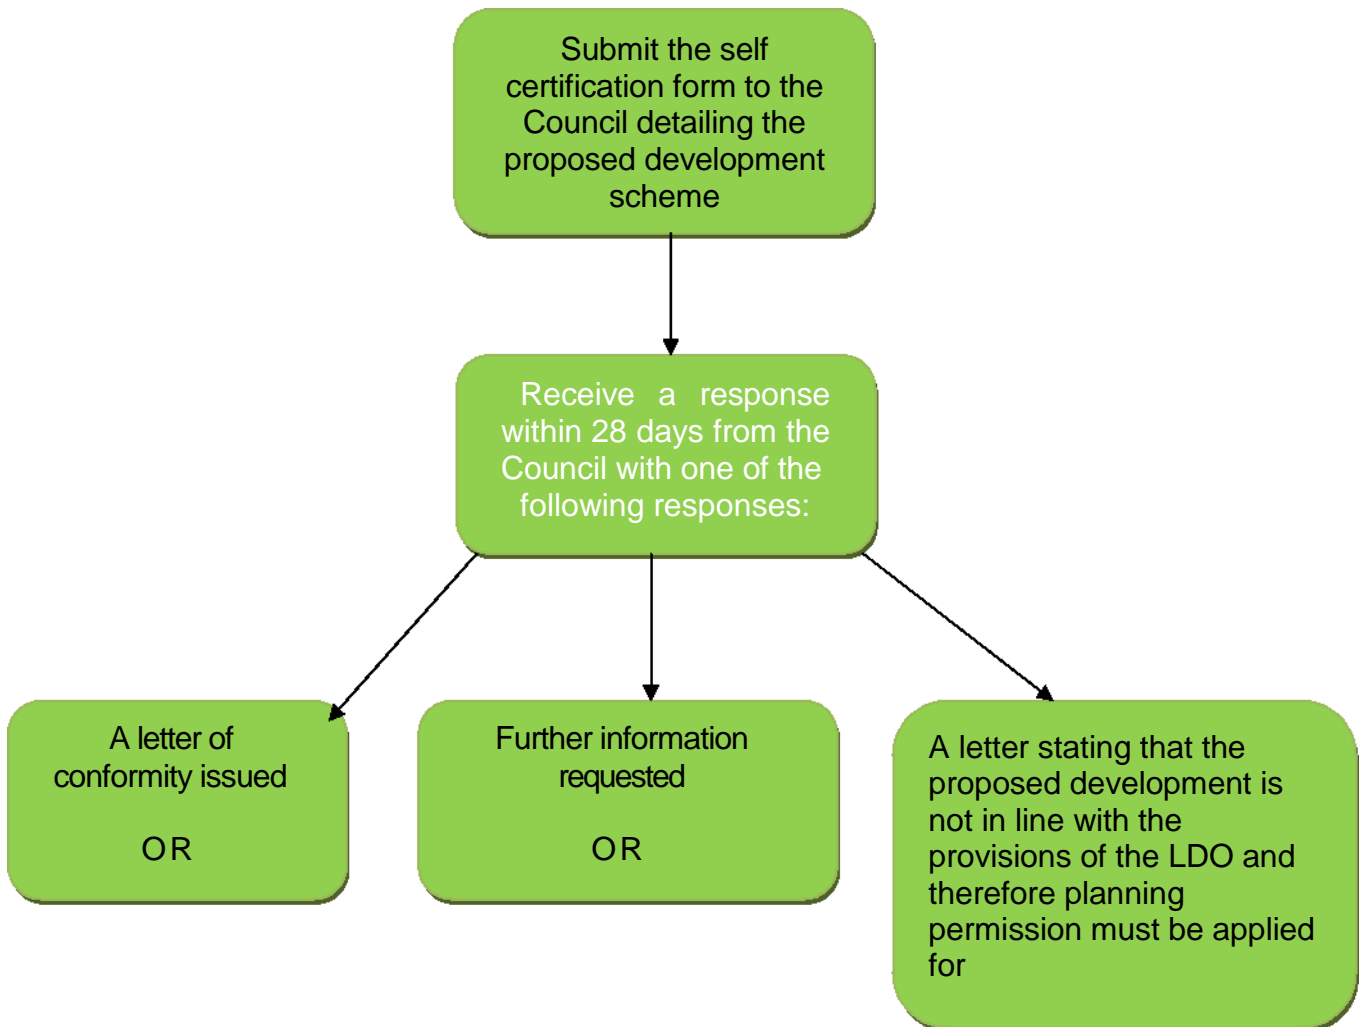 Submit the self
certification form to the
Council detailing the
proposed development
scheme
Receive a response
within 28 days from the
Council with one of the
following responses:
A letter of
conformity issued
OR
Further information
requested
OR
A letter stating that the
proposed development is
not in line with the
provisions of the LDO and
therefore planning
permission must be applied
for